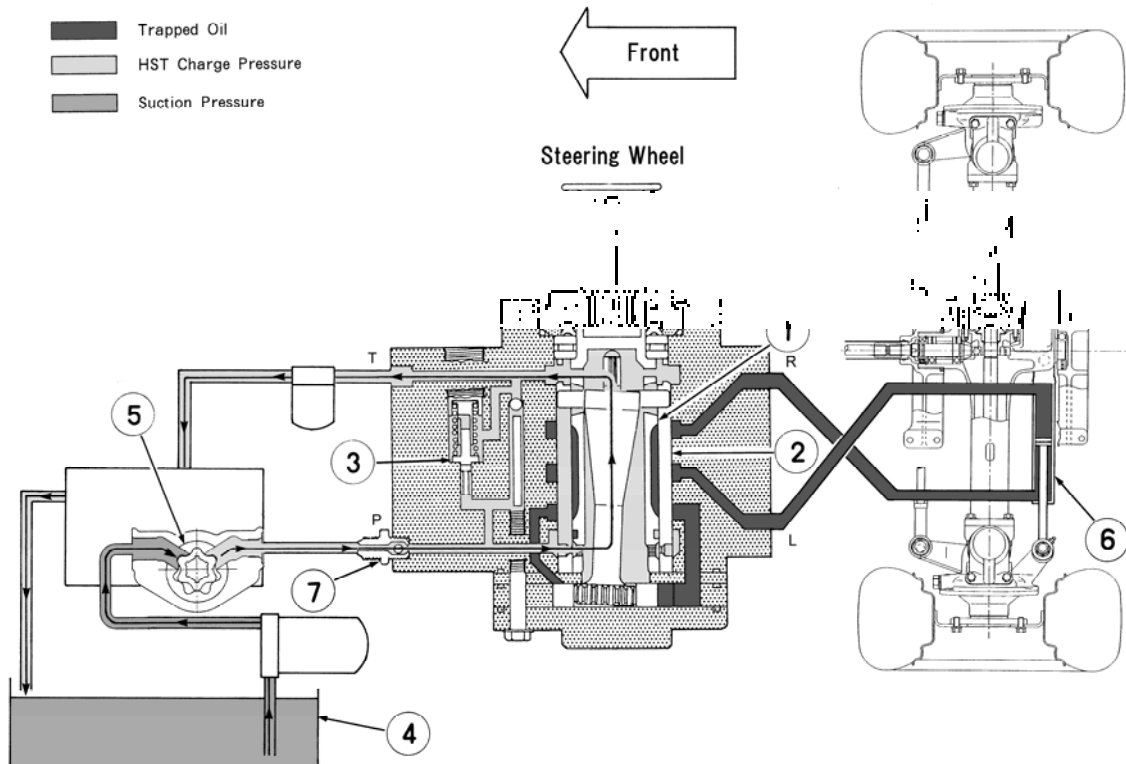 Trapped Oil
HST Charge Pressure
Suction Pressure
Front
Steering Wheel
T
R
1
5
3
2
P
L
6
7
4